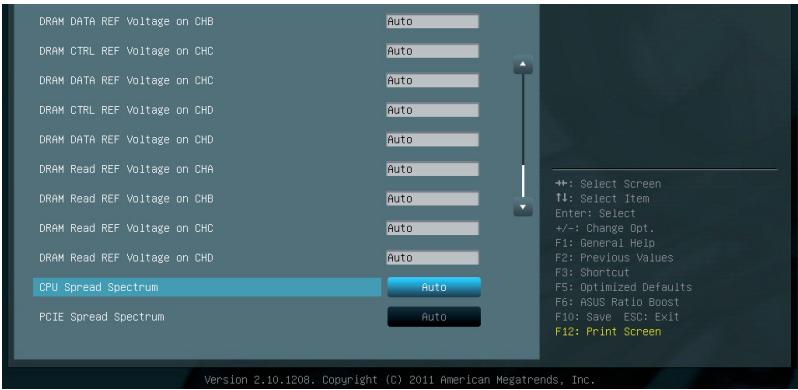 DRAM DATA REF Voltage on CHB Auto
DRAM CTRL REF Voltage on CHC Auto
DRAM DATA REF Voltage on CHC Auto
DRAM CTRL REF Voltage on CHD Auto
DRAM DATA REF Voltage on CHD Auto
DRAM Read REF Voltage on CHA Auto
DRAM Read REF Voltage on CHB Auto
DRAM Read REF Voltage on CHC Auto
DRAM Read REF Voltage on CHD Auto
CPU Spread Spectrum Auto
PCIE Spread Spectrum Auto
→←: Select Screen
↑↓: Select Item
Enter: Select
+/-: Change Opt.
F1: General Help
F2: Previous Values
F3: Shortcut
F5: Optimized Defaults
F6: ASUS Ratio Boost
F10: Save ESC: Exit
F12: Print Screen
Version 2.10.1208. Copyright (C) 2011 American Megatrends, Inc.